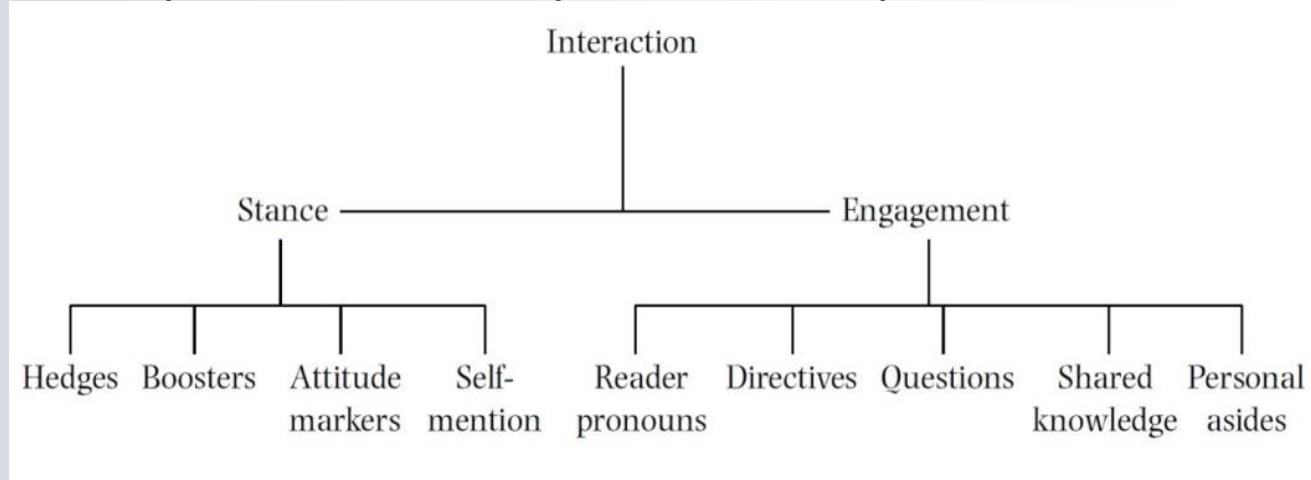 Interaction
Stance
Engagement
Hedges Boosters Attitude Self- Reader Directives Questions Shared Personal
markers mention pronouns knowledge asides